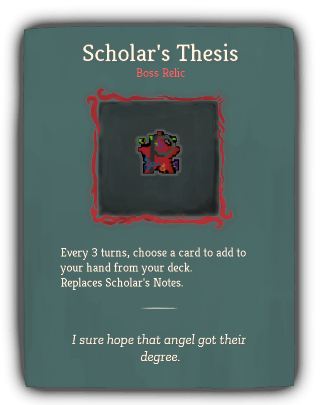 Scholar's Thesis
Boss Relic
Every 3 turns, choose a card to add to
your hand from your deck.
Replaces Scholar's Notes.
I sure hope that angel got their
degree.